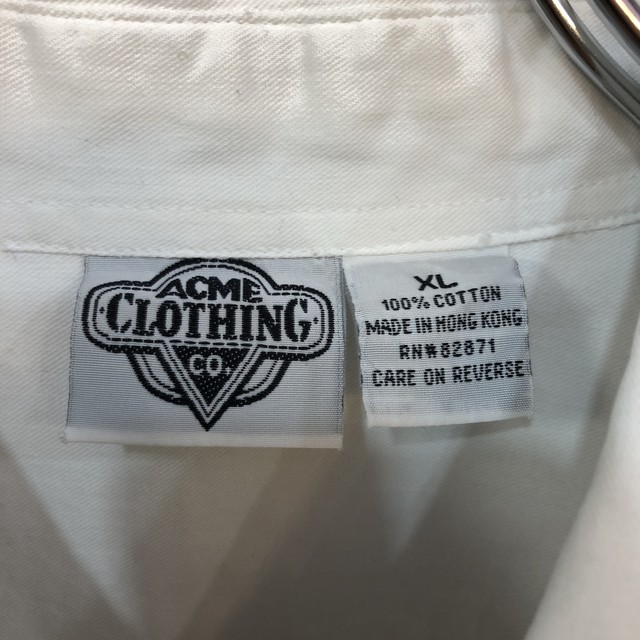 ACME
CLOTHING
CO.
XL
100% COTTON
MADE IN HONG KONG
RN# 82871
CARE ON REVERSE